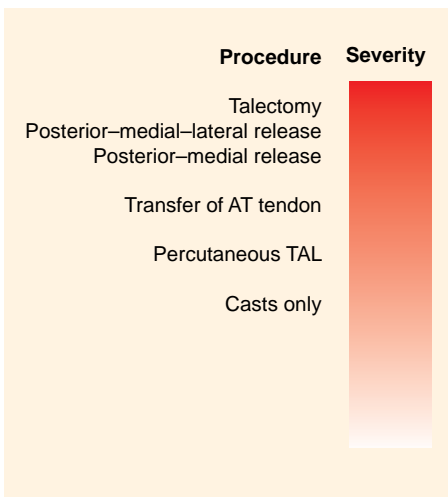 Procedure Severity
Talectomy
Posterior–medial–lateral release
Posterior–medial release
Transfer of AT tendon
Percutaneous TAL
Casts only